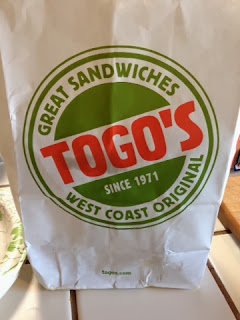 GREAT SANDWICHES
TOGO'S
SINCE 1971
WEST COAST ORIGINAL
togos.com